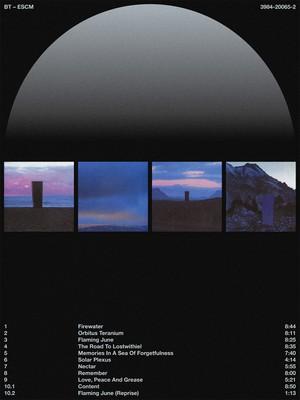 BT – ESCM 3984-20065-2
1 Firewater 8:44
2 Orbitus Teranium 8:11
3 Flaming June 8:25
4 The Road To Lostwithiel 8:35
5 Memories In A Sea Of Forgetfulness 7:40
6 Solar Plexus 4:14
7 Nectar 5:55
8 Remember 8:00
9 Love, Peace And Grease 5:21
10.1 Content 8:50
10.2 Flaming June (Reprise) 1:13